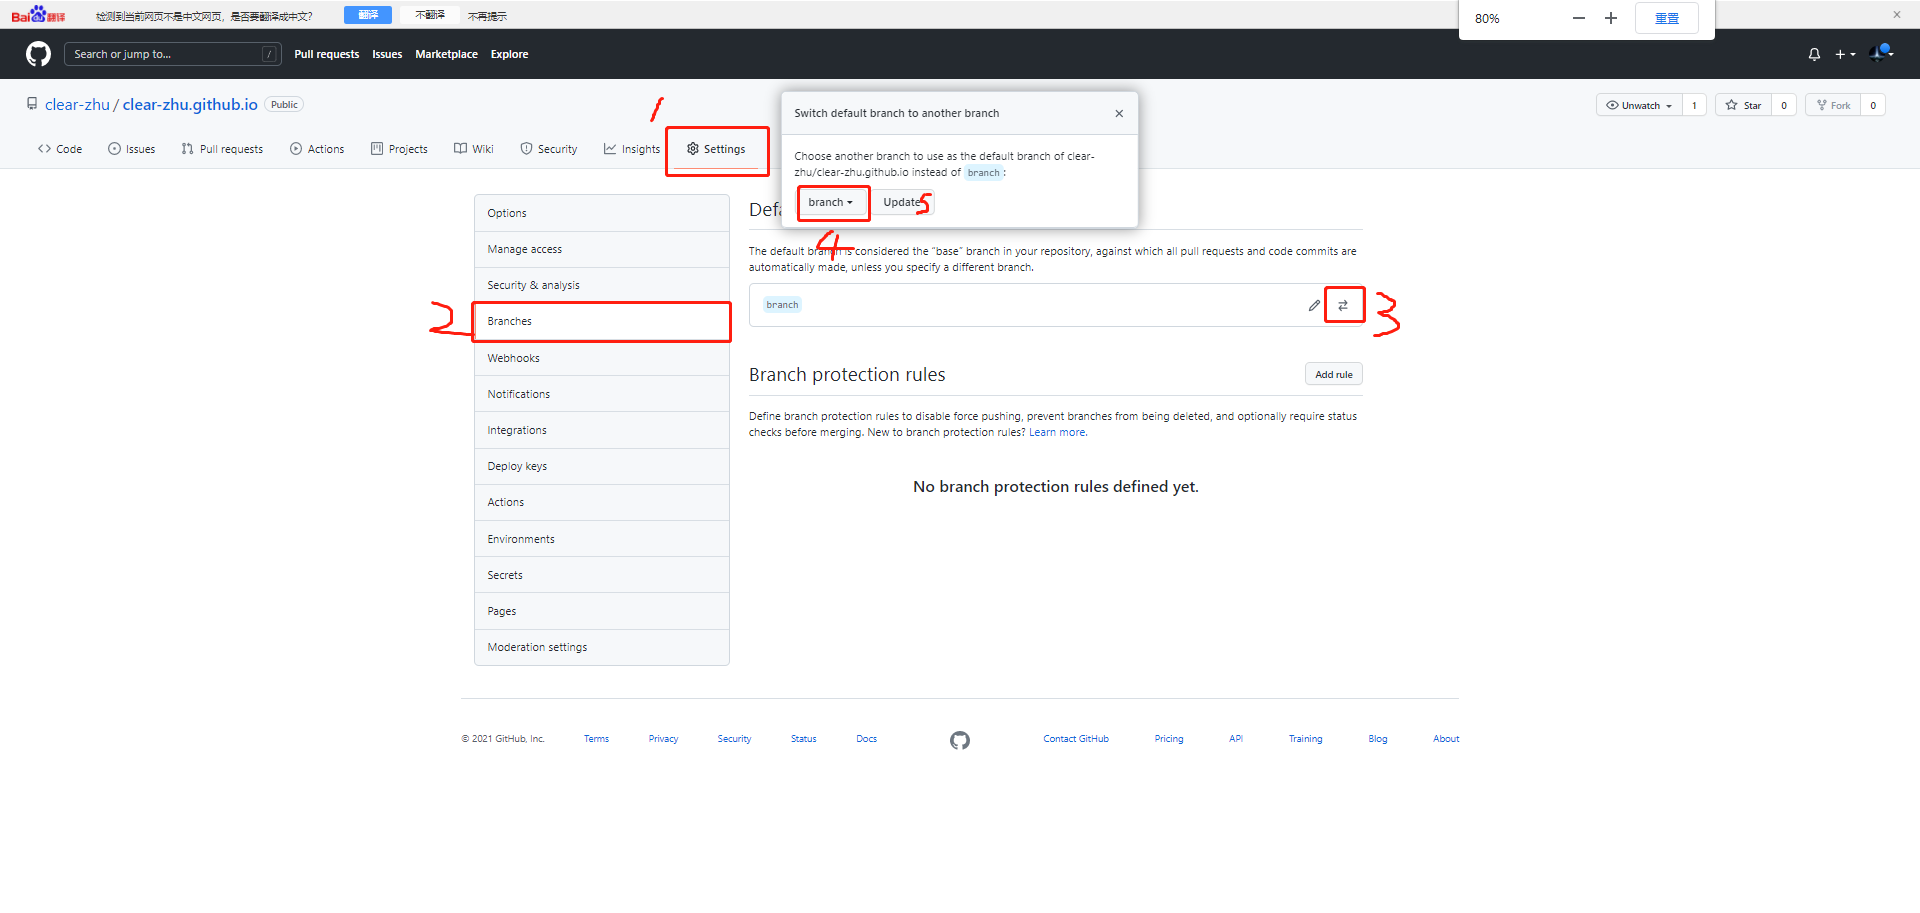 Bai du 翻译 检测到当前网页不是中文网页，是否要翻译成中文？ 翻译 不翻译 不再提示
80% 重置
Search or jump to... / Pull requests Issues Marketplace Explore
clear-zhu / clear-zhu.github.io Public
Unwatch 1 Star 0 Fork 0
1
Code Issues Pull requests Actions Projects Wiki Security Insights Settings
Switch default branch to another branch
Choose another branch to use as the default branch of clear-
zhu/clear-zhu.github.io instead of branch:
branch Update 5
4
2
Options
Manage access
Security & analysis
Branches
Webhooks
Notifications
Integrations
Deploy keys
Actions
Environments
Secrets
Pages
Moderation settings
Defa
The default branch is considered the “base” branch in your repository, against which all pull requests and code commits are
automatically made, unless you specify a different branch.
branch
3
Branch protection rules
Add rule
Define branch protection rules to disable force pushing, prevent branches from being deleted, and optionally require status
checks before merging. New to branch protection rules? Learn more.
No branch protection rules defined yet.
© 2021 GitHub, Inc. Terms Privacy Security Status Docs Contact GitHub Pricing API Training Blog About